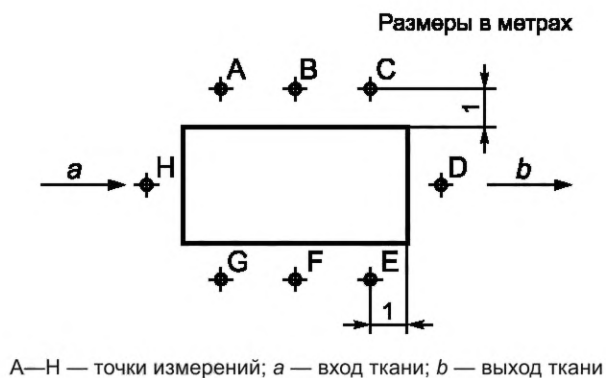 Размеры в метрах
A B C
1
a H D b
G F E
1
A—H — точки измерений; a — вход ткани; b — выход ткани